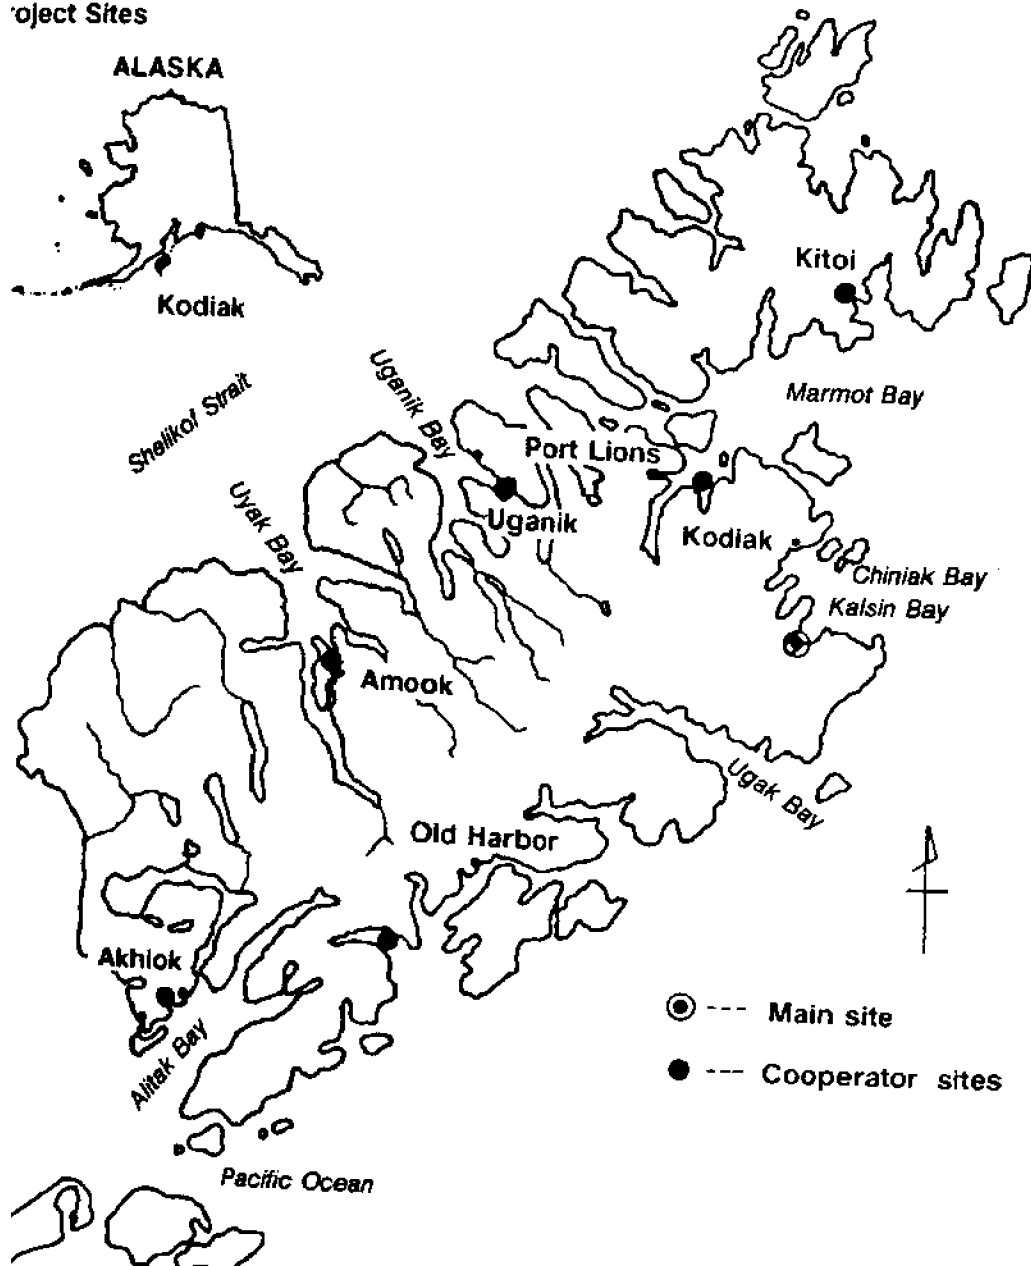 roject Sites
ALASKA
Kodiak
Kitoi
Shelikof Strait
Uganik Bay
Marmot Bay
Port Lions
Uganik
Uyak Bay
Kodiak
Chiniak Bay
Kalsin Bay
Amook
Ugak Bay
Old Harbor
Akhiok
Alitak Bay
--- Main site
--- Cooperator sites
Pacific Ocean